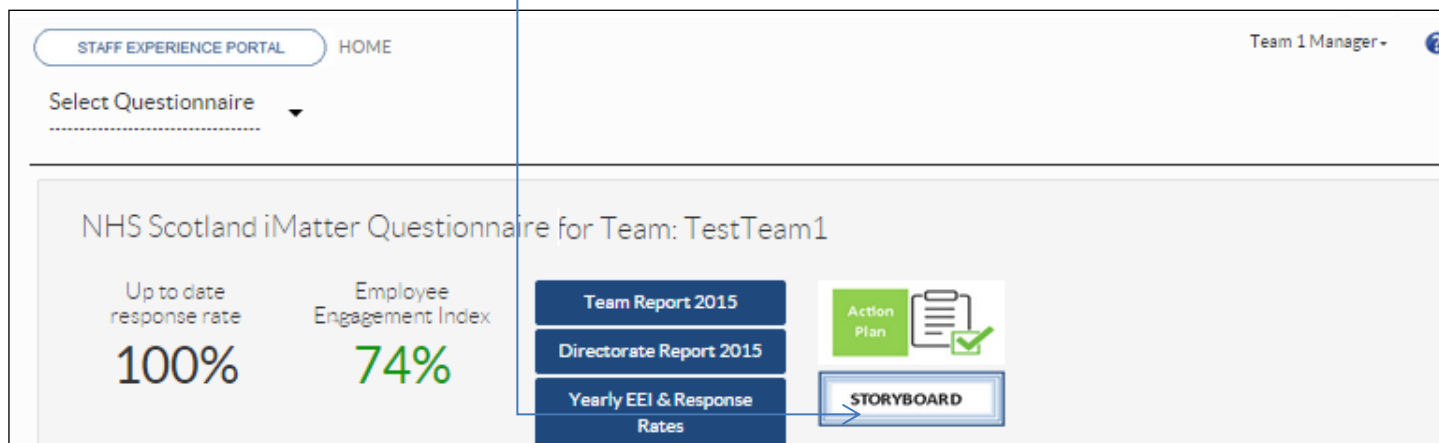 STAFF EXPERIENCE PORTAL HOME Team 1 Manager ?
Select Questionnaire
NHS Scotland iMatter Questionnaire for Team: TestTeam1
Up to date
response rate
100%
Employee
Engagement Index
74%
Team Report 2015
Directorate Report 2015
Yearly EEI & Response
Rates
Action
Plan
STORYBOARD